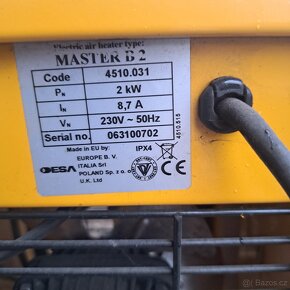 Electric air heater type:
MASTER B 2
Code 4510.031
PN 2 kW
IN 8,7 A
VN 230V ~ 50Hz
Serial no. 063100702
Made in EU by: IPX4
EUROPE B. V.
ITALIA Srl
POLAND Sp. z o.o
U.K. Ltd
DESA
4510.515
bazos.cz